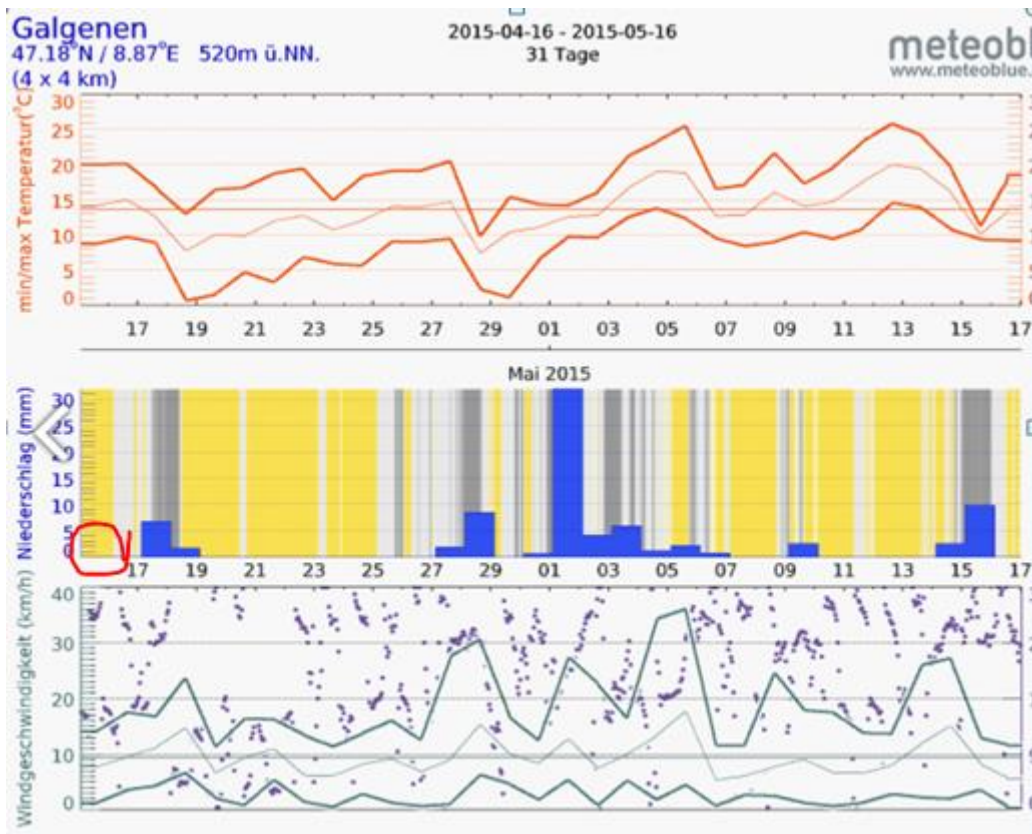 Galgenen
47.18°N / 8.87°E 520m ü.NN.
(4 x 4 km)
2015-04-16 - 2015-05-16
31 Tage
meteobl
www.meteoblue.
min/max Temperatur(°C)
30
25
20
15
10
5
0
17 19 21 23 25 27 29 01 03 05 07 09 11 13 15 17
Mai 2015
Niederschlag (mm)
30
25
15
10
5
0
17 19 21 23 25 27 29 01 03 05 07 09 11 13 15 17
Windgeschwindigkeit (km/h)
40
30
20
10
0